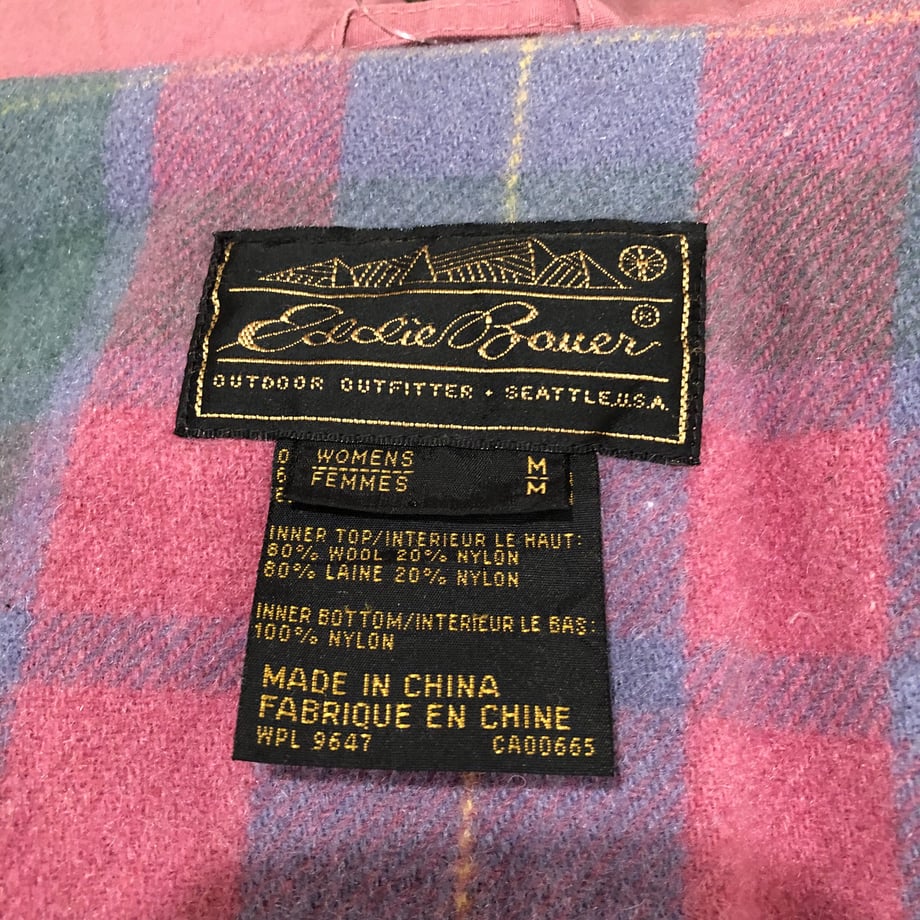 Eddie Bauer®
OUTDOOR OUTFITTER • SEATTLE, U.S.A.
WOMENS M
FEMMES M
INNER TOP/INTERIEUR LE HAUT:
80% WOOL 20% NYLON
80% LAINE 20% NYLON
INNER BOTTOM/INTERIEUR LE BAS:
100% NYLON
MADE IN CHINA
FABRIQUE EN CHINE
WPL 9647 CA00665